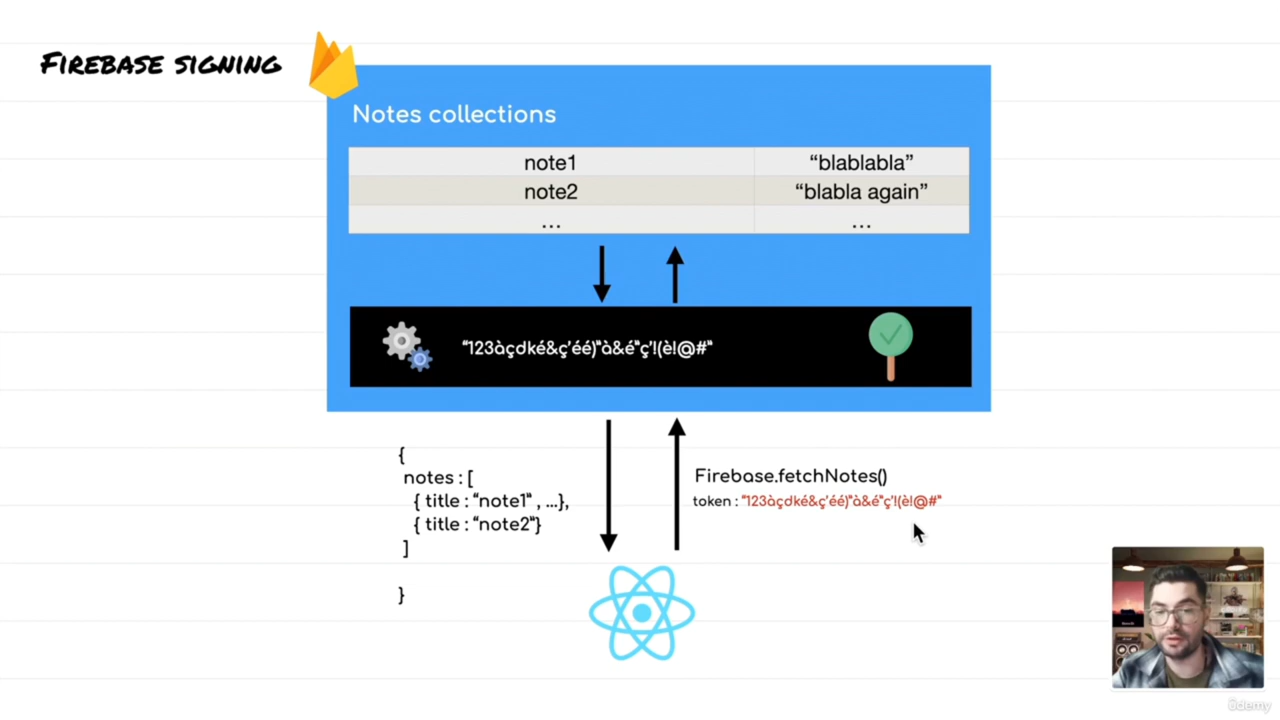 Firebase signing
Notes collections
note1 “blablabla”
note2 “blabla again”
... ...
“123àçdké&ç’éé)”à&é”ç’!(è!@#”
{
notes : [
{ title : “note1” , ...},
{ title : “note2”}
]
}
Firebase.fetchNotes()
token : “123àçdké&ç’éé)”à&é”ç’!(è!@#”
ûdemy